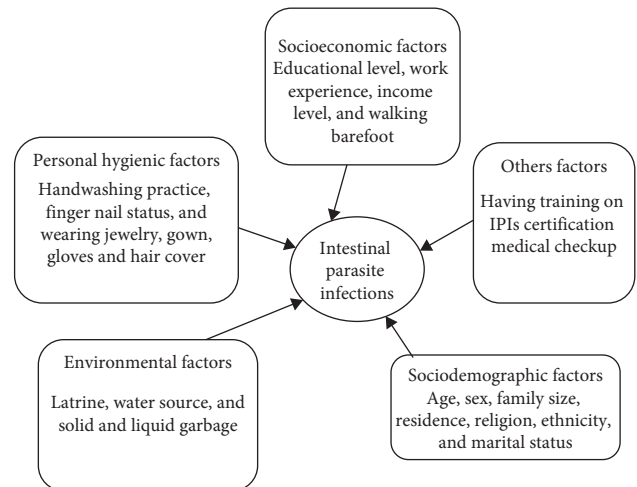 Socioeconomic factors
Educational level, work
experience, income
level, and walking
barefoot
Personal hygienic factors
Handwashing practice,
finger nail status, and
wearing jewelry, gown,
gloves and hair cover
Others factors
Having training on
IPIs certification
medical checkup
Intestinal
parasite
infections
Environmental factors
Latrine, water source, and
solid and liquid garbage
Sociodemographic factors
Age, sex, family size,
residence, religion, ethnicity,
and marital status